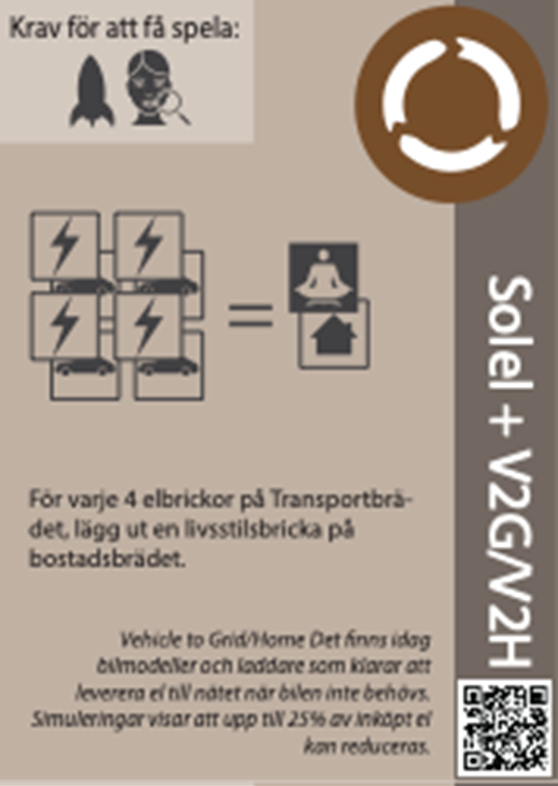 Krav för att få spela:
För varje 4 elbrickor på Transportbrä-
det, lägg ut en livsstilsbricka på
bostadsbrädet.
Vehicle to Grid/Home Det finns idag
bilmodeller och laddare som klarar att
leverera el till nätet när bilen inte behövs.
Simuleringar visar att upp till 25% av inköpt el
kan reduceras.
Solel + V2G/V2H